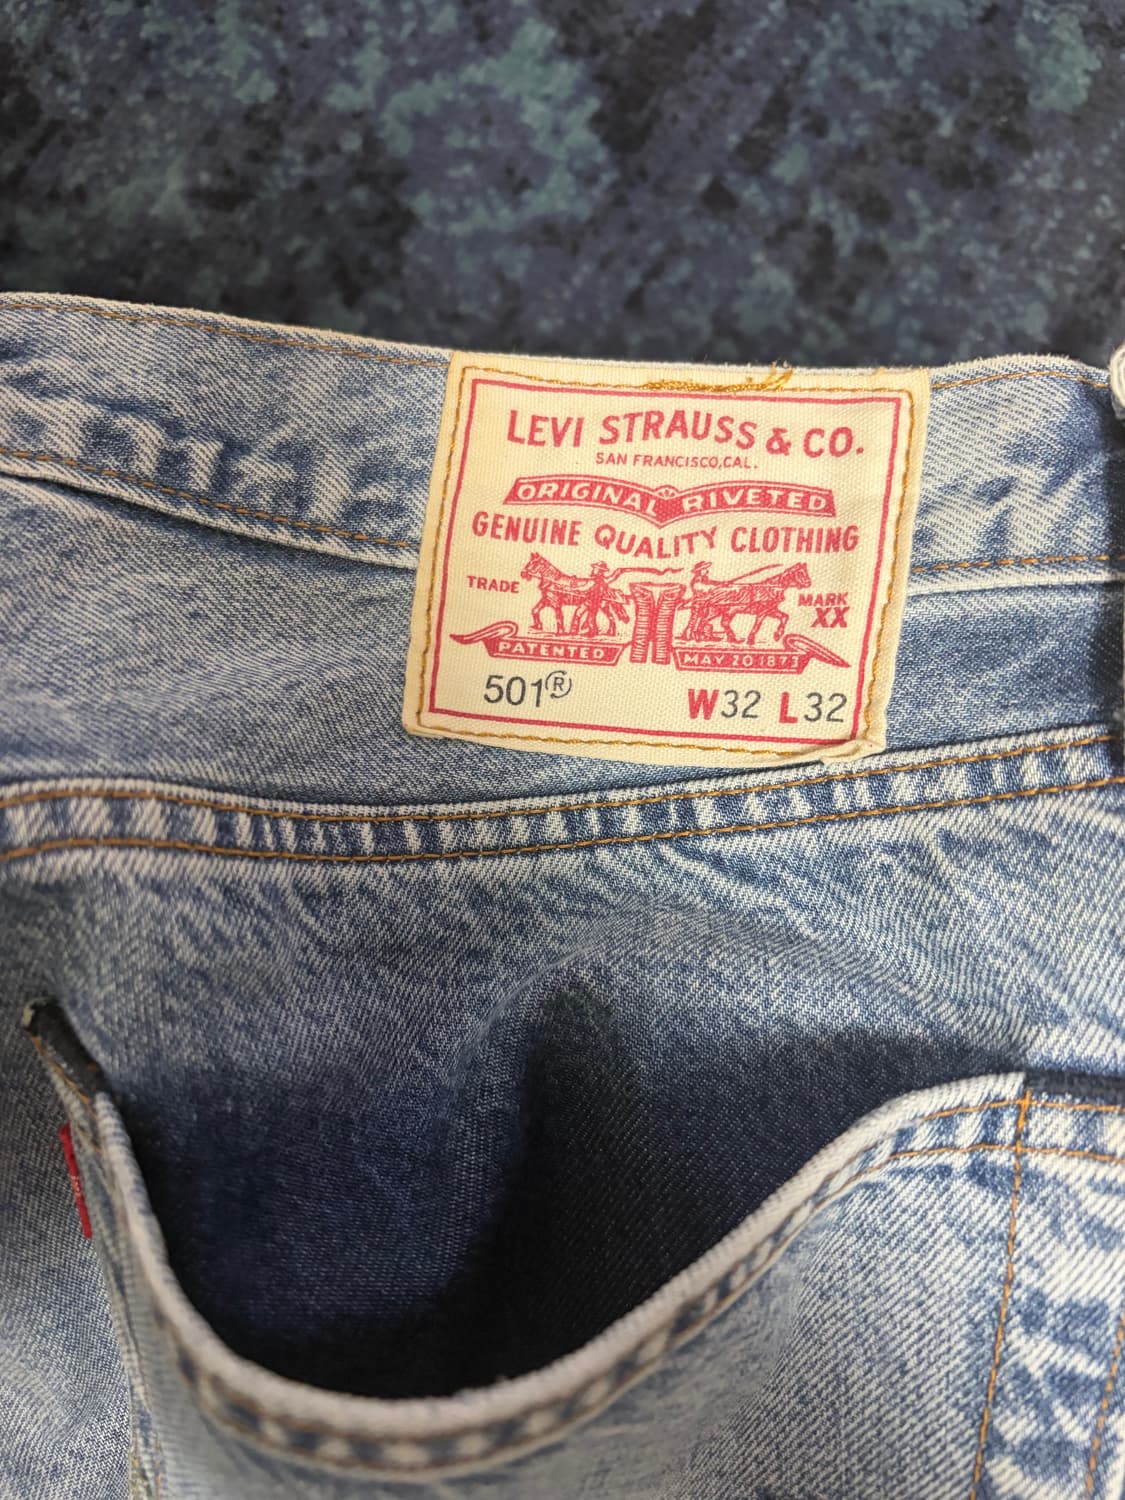 LEVI STRAUSS & CO.
SAN FRANCISCO, CAL.
ORIGINAL RIVETED
GENUINE QUALITY CLOTHING
TRADE MARK
XX
PATENTED MAY 20 1873
501® W32 L32